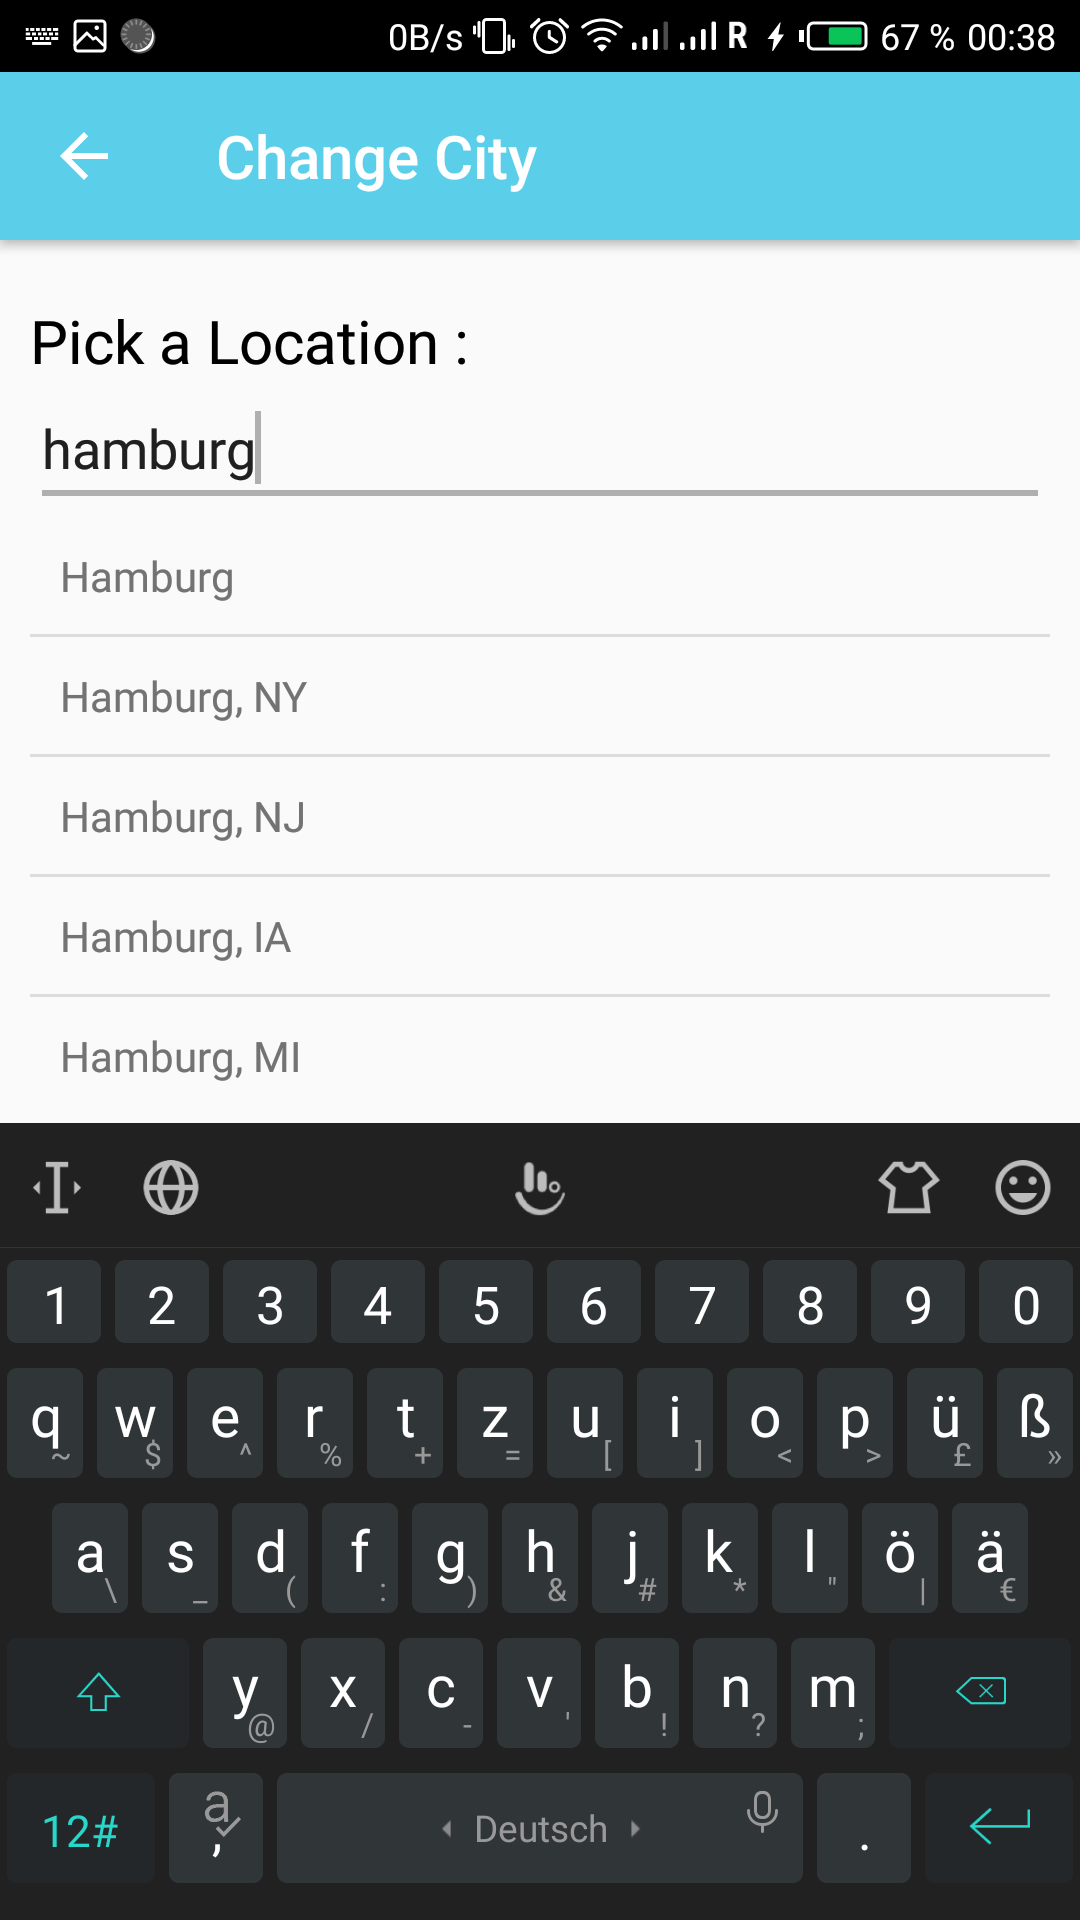 0B/s R 67 % 00:38
Change City
Pick a Location :
hamburg
Hamburg
Hamburg, NY
Hamburg, NJ
Hamburg, IA
Hamburg, MI
1 2 3 4 5 6 7 8 9 0
q w e r t z u i o p ü ß
~ $ ^ % + = [ ] < > £ »
a s d f g h j k l ö ä
\ _ ( : ) & # * " | €
y x c v b n m
@ / - ' ! ? ;
12# a , Deutsch .